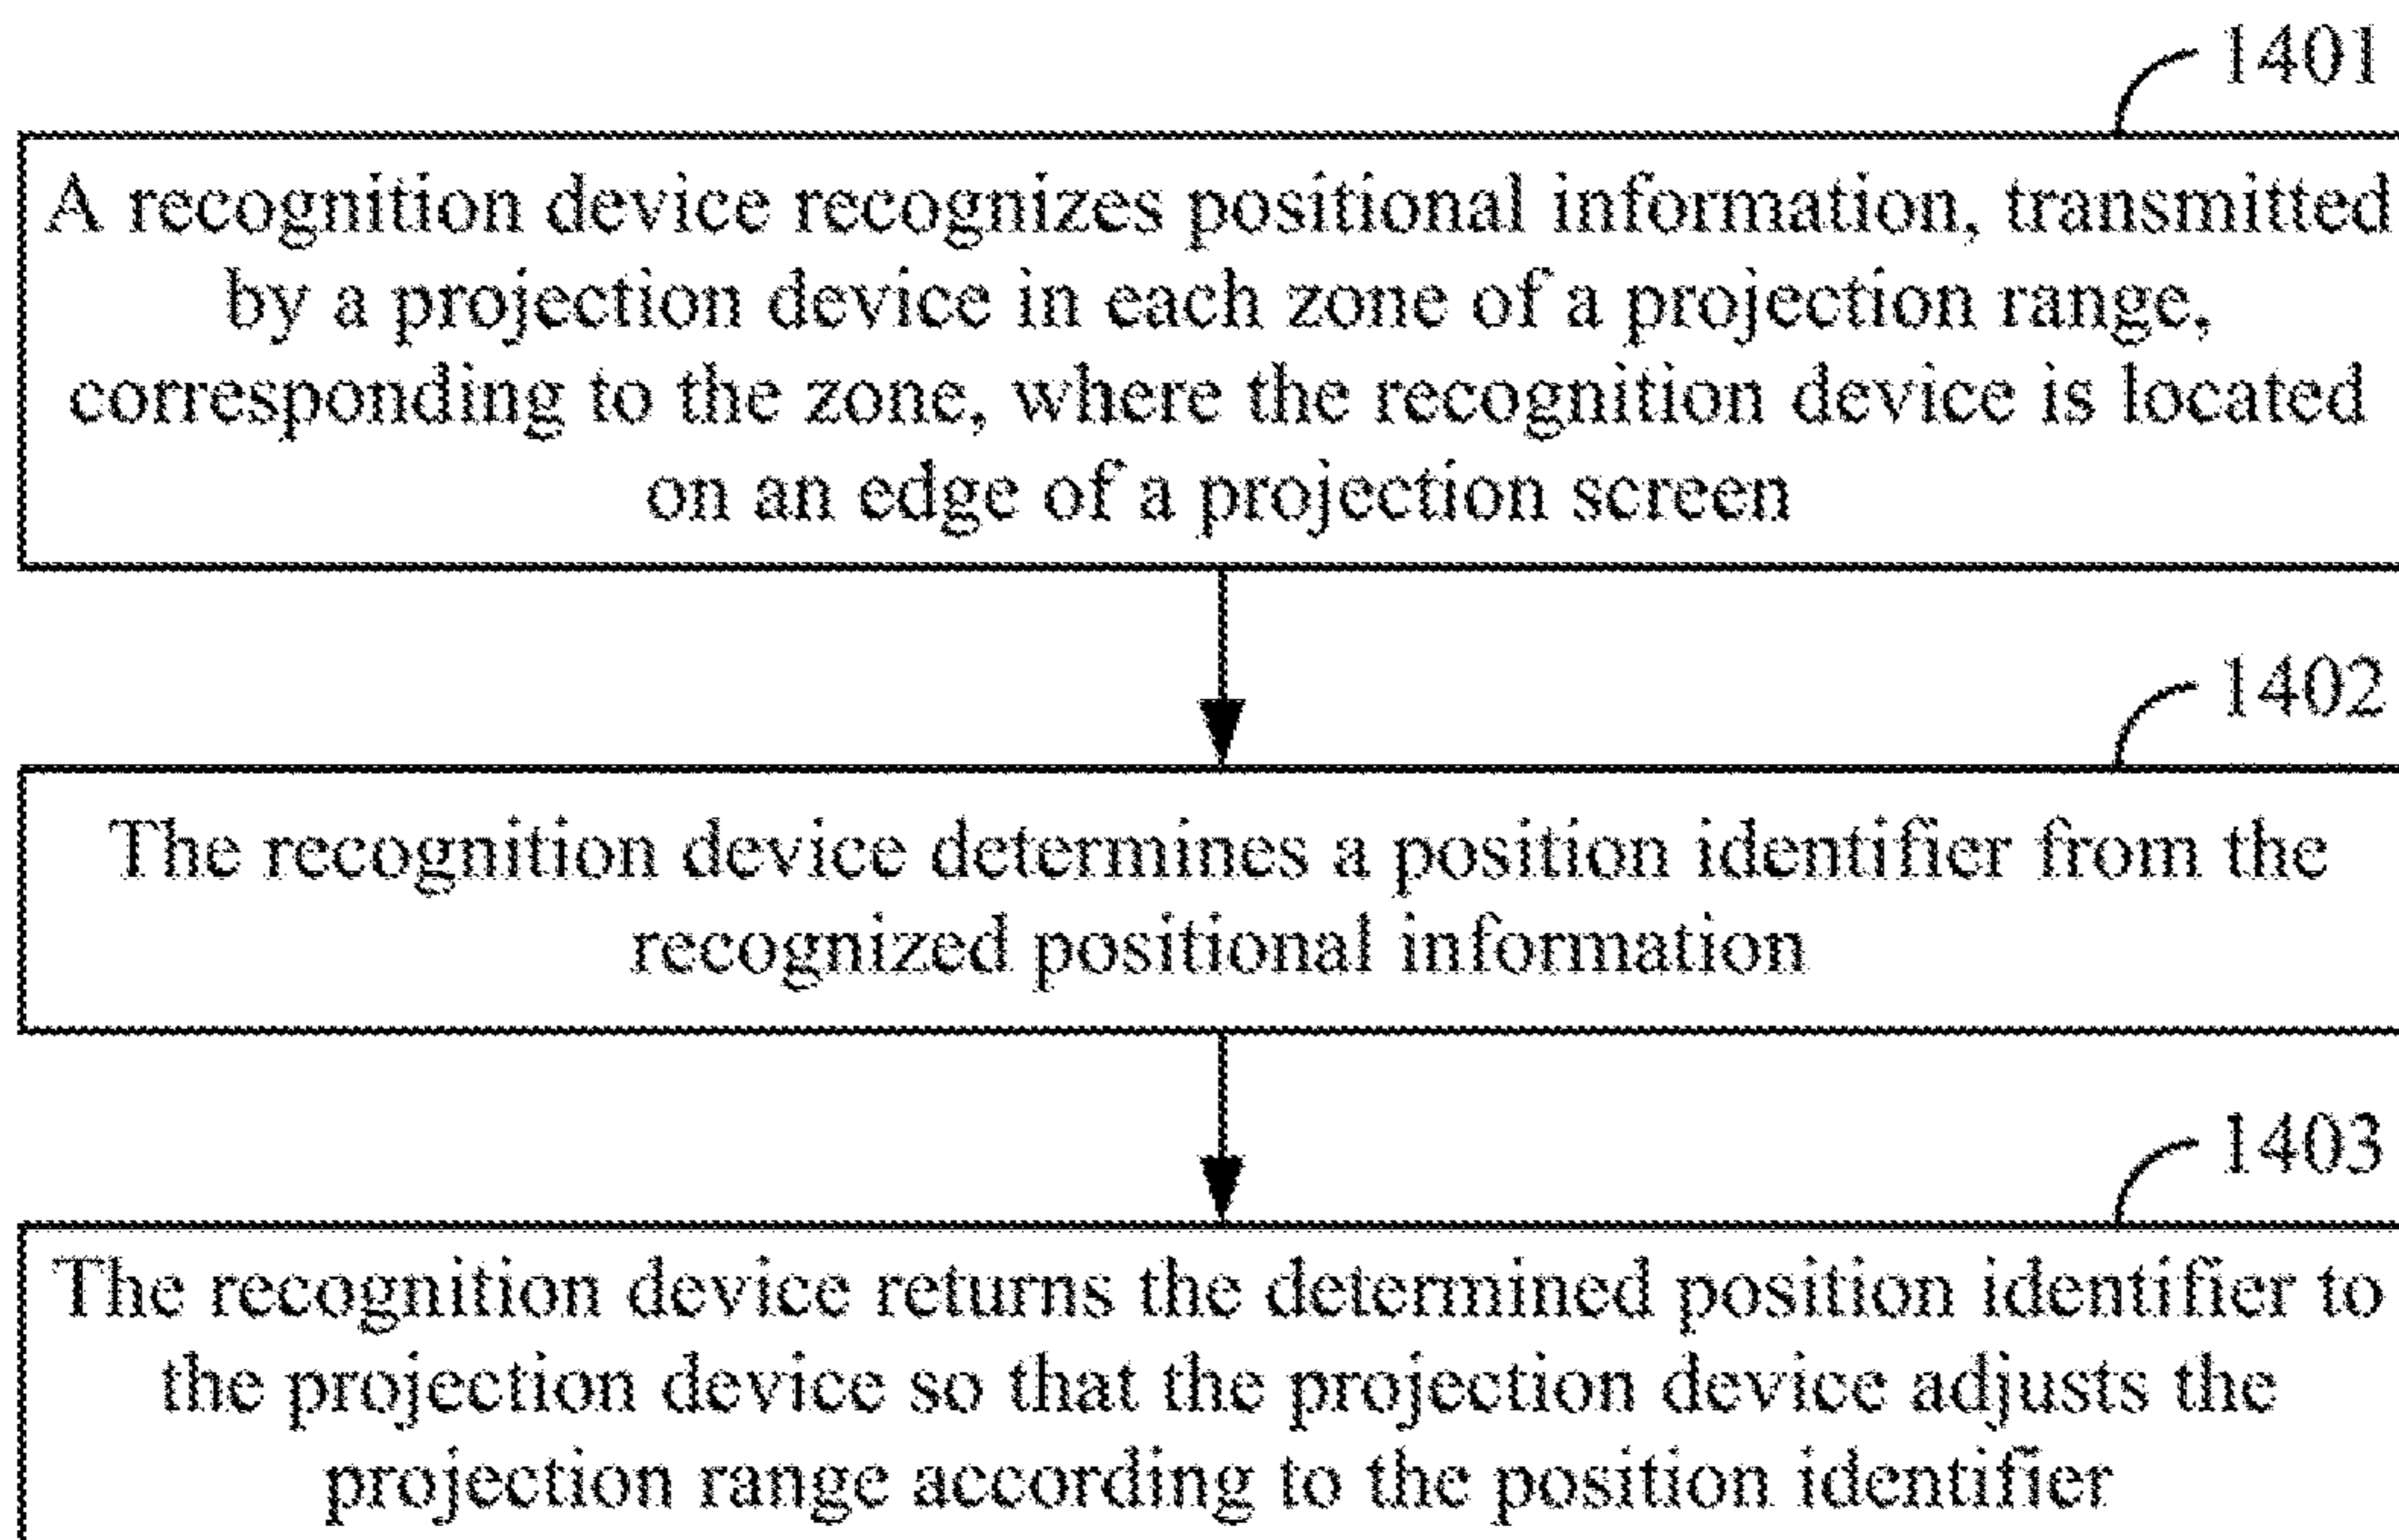 1401
A recognition device recognizes positional information, transmitted
by a projection device in each zone of a projection range,
corresponding to the zone, where the recognition device is located
on an edge of a projection screen
1402
The recognition device determines a position identifier from the
recognized positional information
1403
The recognition device returns the determined position identifier to
the projection device so that the projection device adjusts the
projection range according to the position identifier